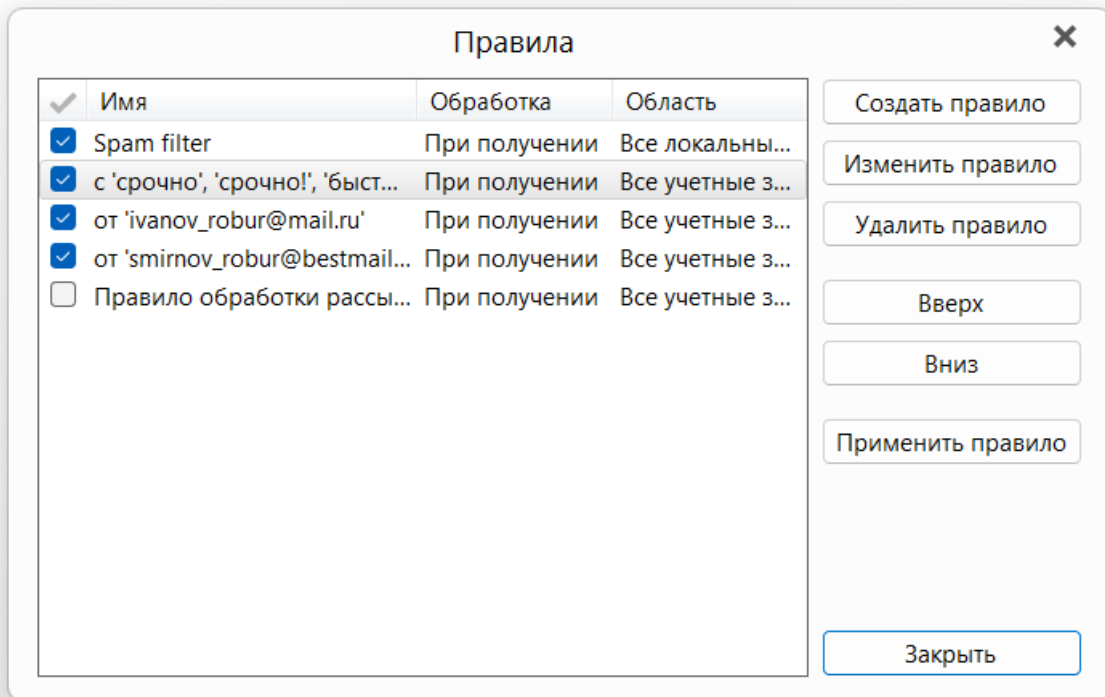 Правила
Имя Обработка Область
Spam filter При получении Все локальны...
с 'срочно', 'срочно!', 'быст... При получении Все учетные з...
от 'ivanov_robur@mail.ru' При получении Все учетные з...
от 'smirnov_robur@bestmail... При получении Все учетные з...
Правило обработки рассы... При получении Все учетные з...
Создать правило
Изменить правило
Удалить правило
Вверх
Вниз
Применить правило
Закрыть